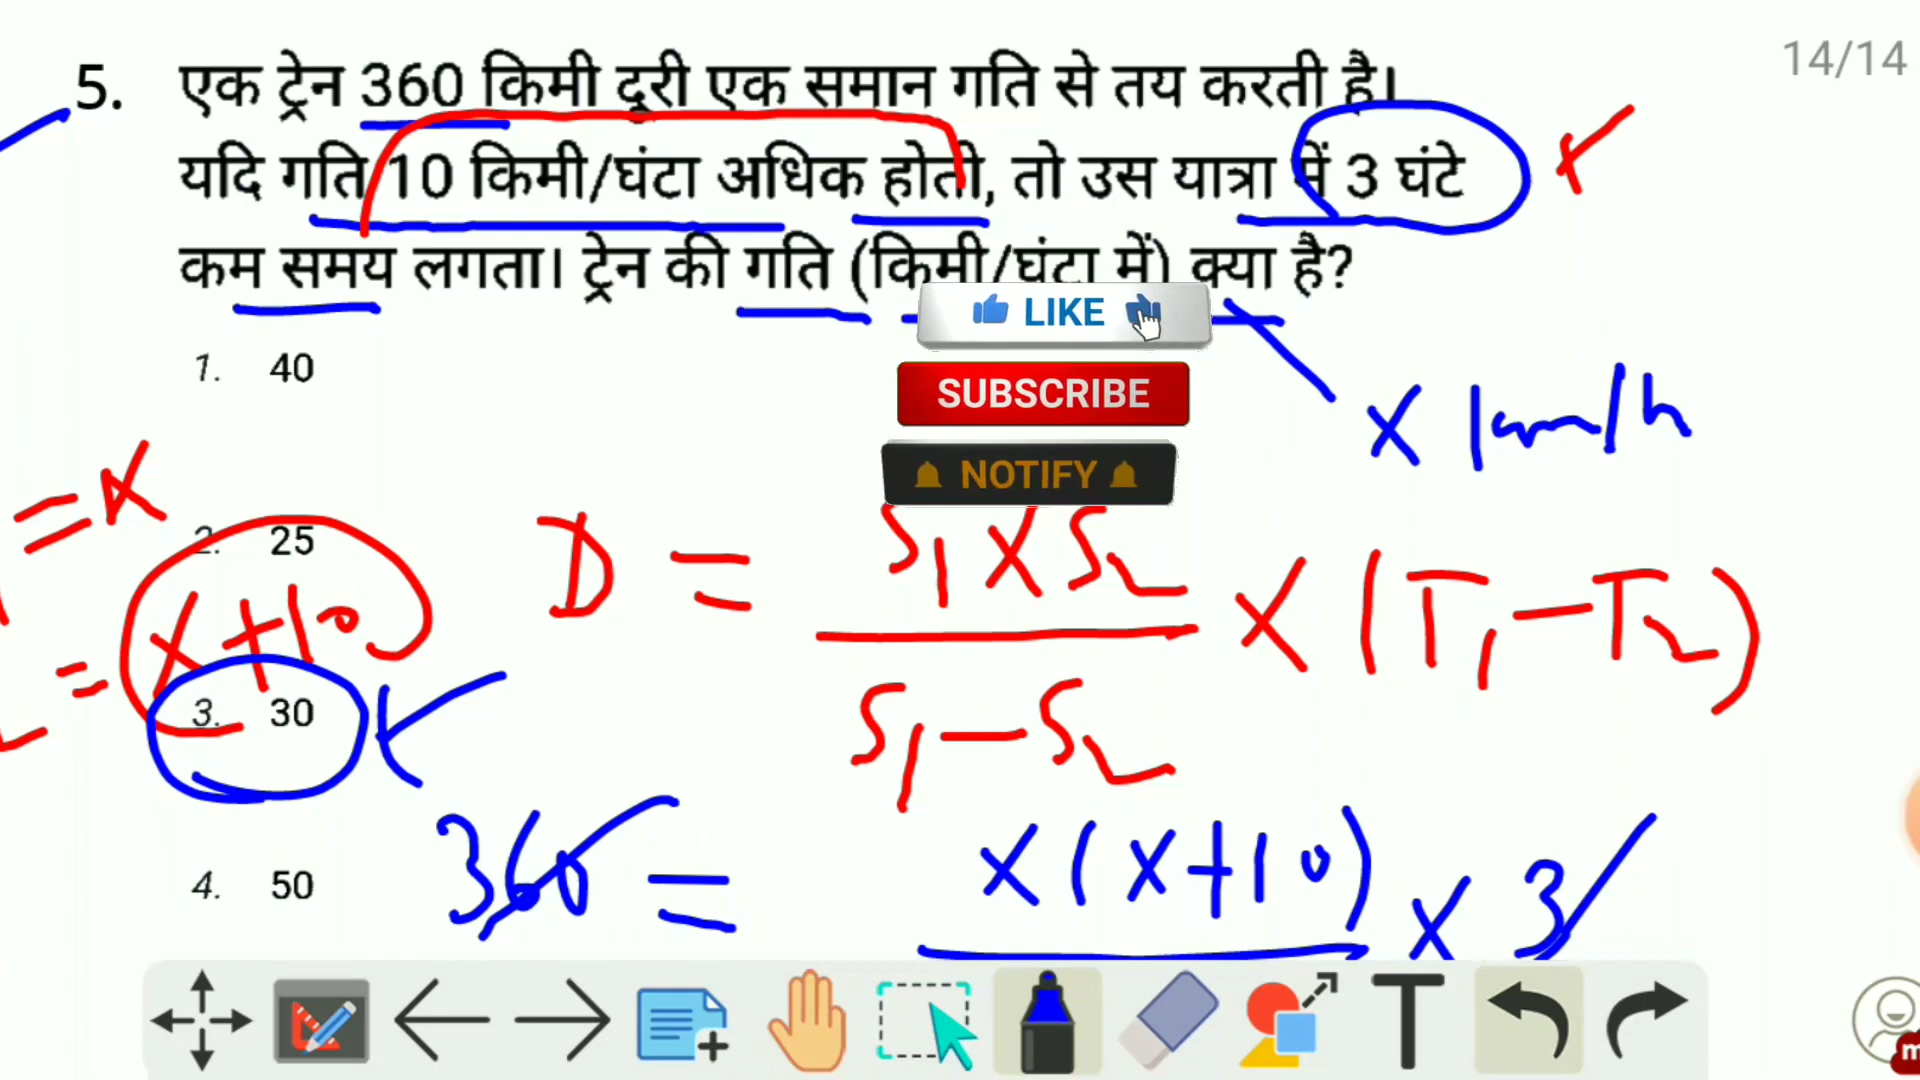 14/14
5. एक ट्रेन 360 किमी दूरी एक समान गति से तय करती है।
यदि गति 10 किमी/घंटा अधिक होती, तो उस यात्रा में 3 घंटे
कम समय लगता। ट्रेन की गति (किमी/घंटा में) क्या है?
LIKE
1. 40
SUBSCRIBE
x km/h
NOTIFY
= x
2. 25
D = S1 × S2 / S1 - S2 × (T1 - T2)
= x + 10
3. 30
360 = x(x+10) × 3
4. 50
T
m